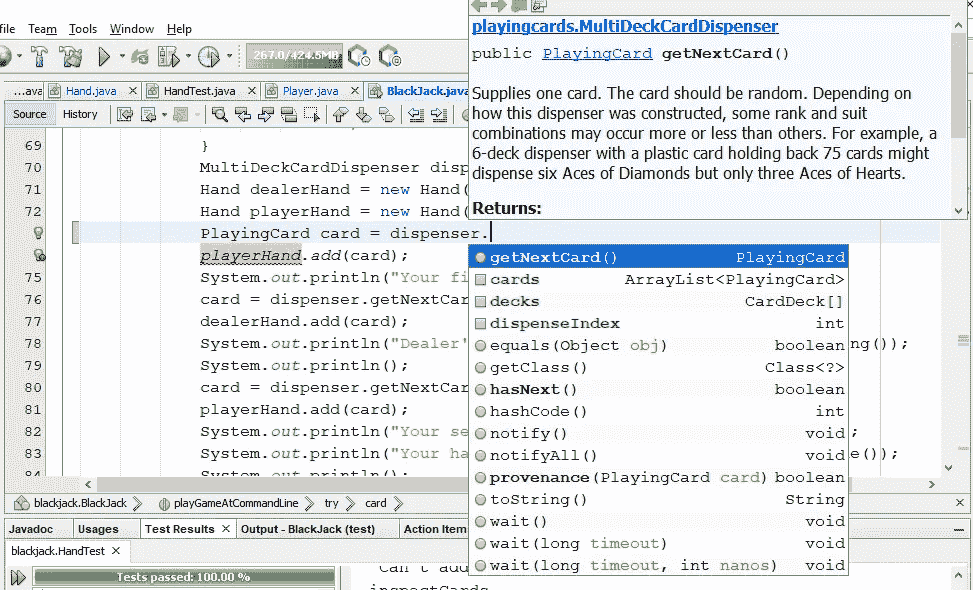 playingcards.MultiDeckCardDispenser
public PlayingCard getNextCard()
Supplies one card. The card should be random. Depending on
how this dispenser was constructed, some rank and suit
combinations may occur more or less than others. For example, a
6-deck dispenser with a plastic card holding back 75 cards might
dispense six Aces of Diamonds but only three Aces of Hearts.
Returns:
file Team Tools Window Help
267.0/424.5MB
...ava Hand.java HandTest.java Player.java BlackJack.java
Source History
69 }
70 MultiDeckCardDispenser disp
71 Hand dealerHand = new Hand(
72 Hand playerHand = new Hand(
PlayingCard card = dispenser.
playerHand.add(card);
75 System.out.println("Your fi
76 card = dispenser.getNextCar
77 dealerHand.add(card);
78 System.out.println("Dealer' ng());
79 System.out.println();
80 card = dispenser.getNextCar
81 playerHand.add(card);
82 System.out.println("Your se ;
83 System.out.println("Your ha e());
84 System.out.println();
getNextCard() PlayingCard
cards ArrayList<PlayingCard>
decks CardDeck[]
dispenseIndex int
equals(Object obj) boolean
getClass() Class<?>
hasNext() boolean
hashCode() int
notify() void
notifyAll() void
provenance(PlayingCard card) boolean
toString() String
wait() void
wait(long timeout) void
wait(long timeout, int nanos) void
blackjack.BlackJack playGameAtCommandLine try card
Javadoc Usages Test Results Output - BlackJack (test) Action Item
blackjack.HandTest
Tests passed: 100.00 %
Can't add
inspectCards